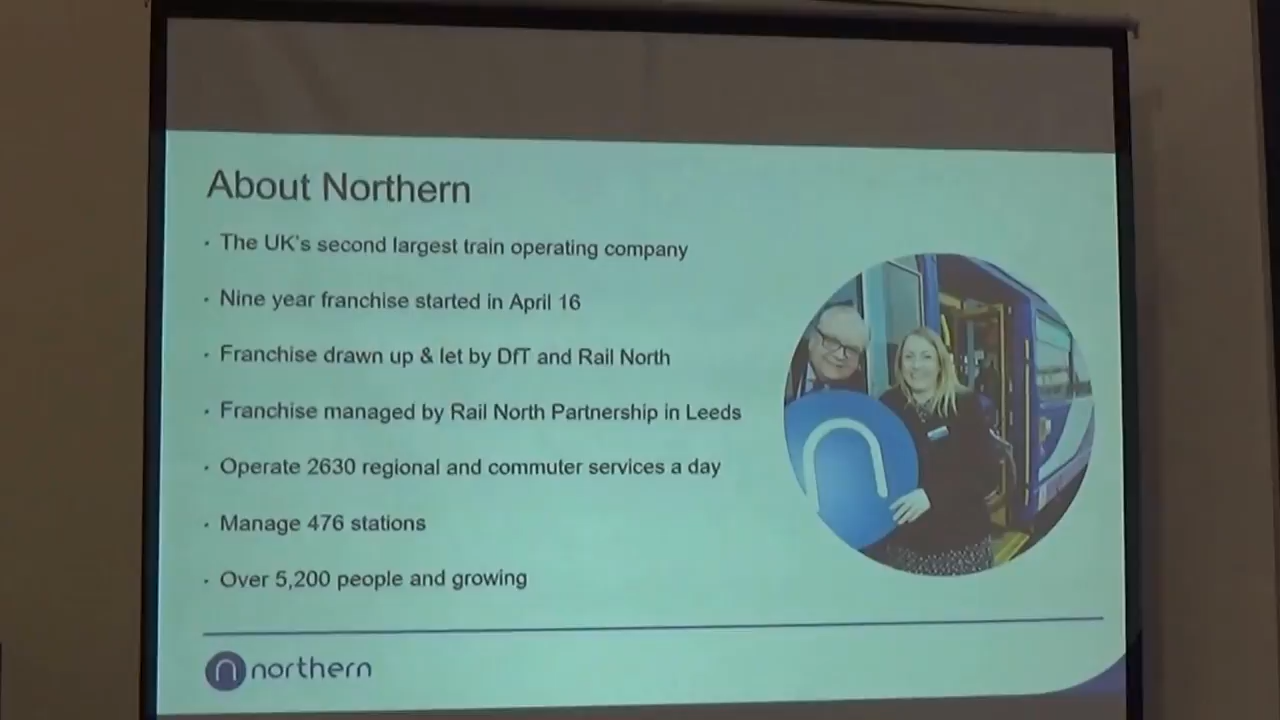 About Northern
· The UK's second largest train operating company
· Nine year franchise started in April 16
· Franchise drawn up & let by DfT and Rail North
· Franchise managed by Rail North Partnership in Leeds
· Operate 2630 regional and commuter services a day
· Manage 476 stations
· Over 5,200 people and growing
northern